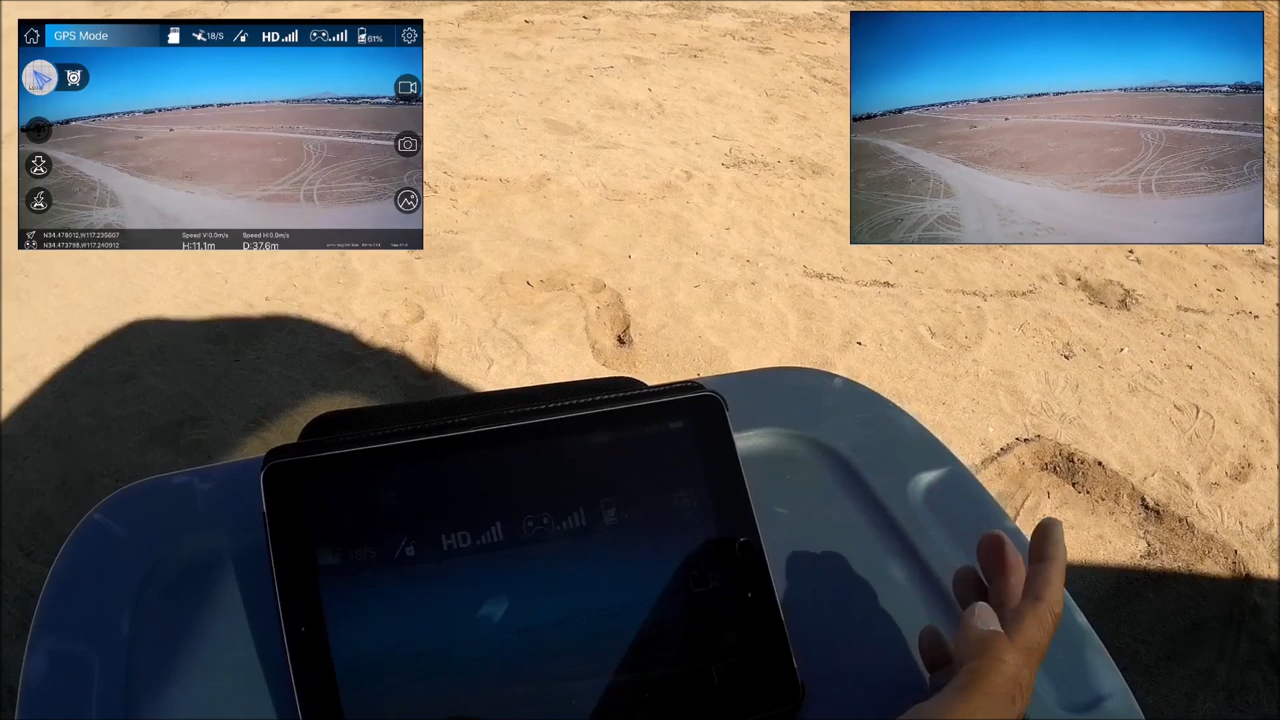 GPS Mode 18/S HD 61%
N34.478012,W117.235607 Speed V:0.0m/s Speed H:0.0m/s
N34.473798,W117.240912 H:11.1m D:37.6m
18/S HD